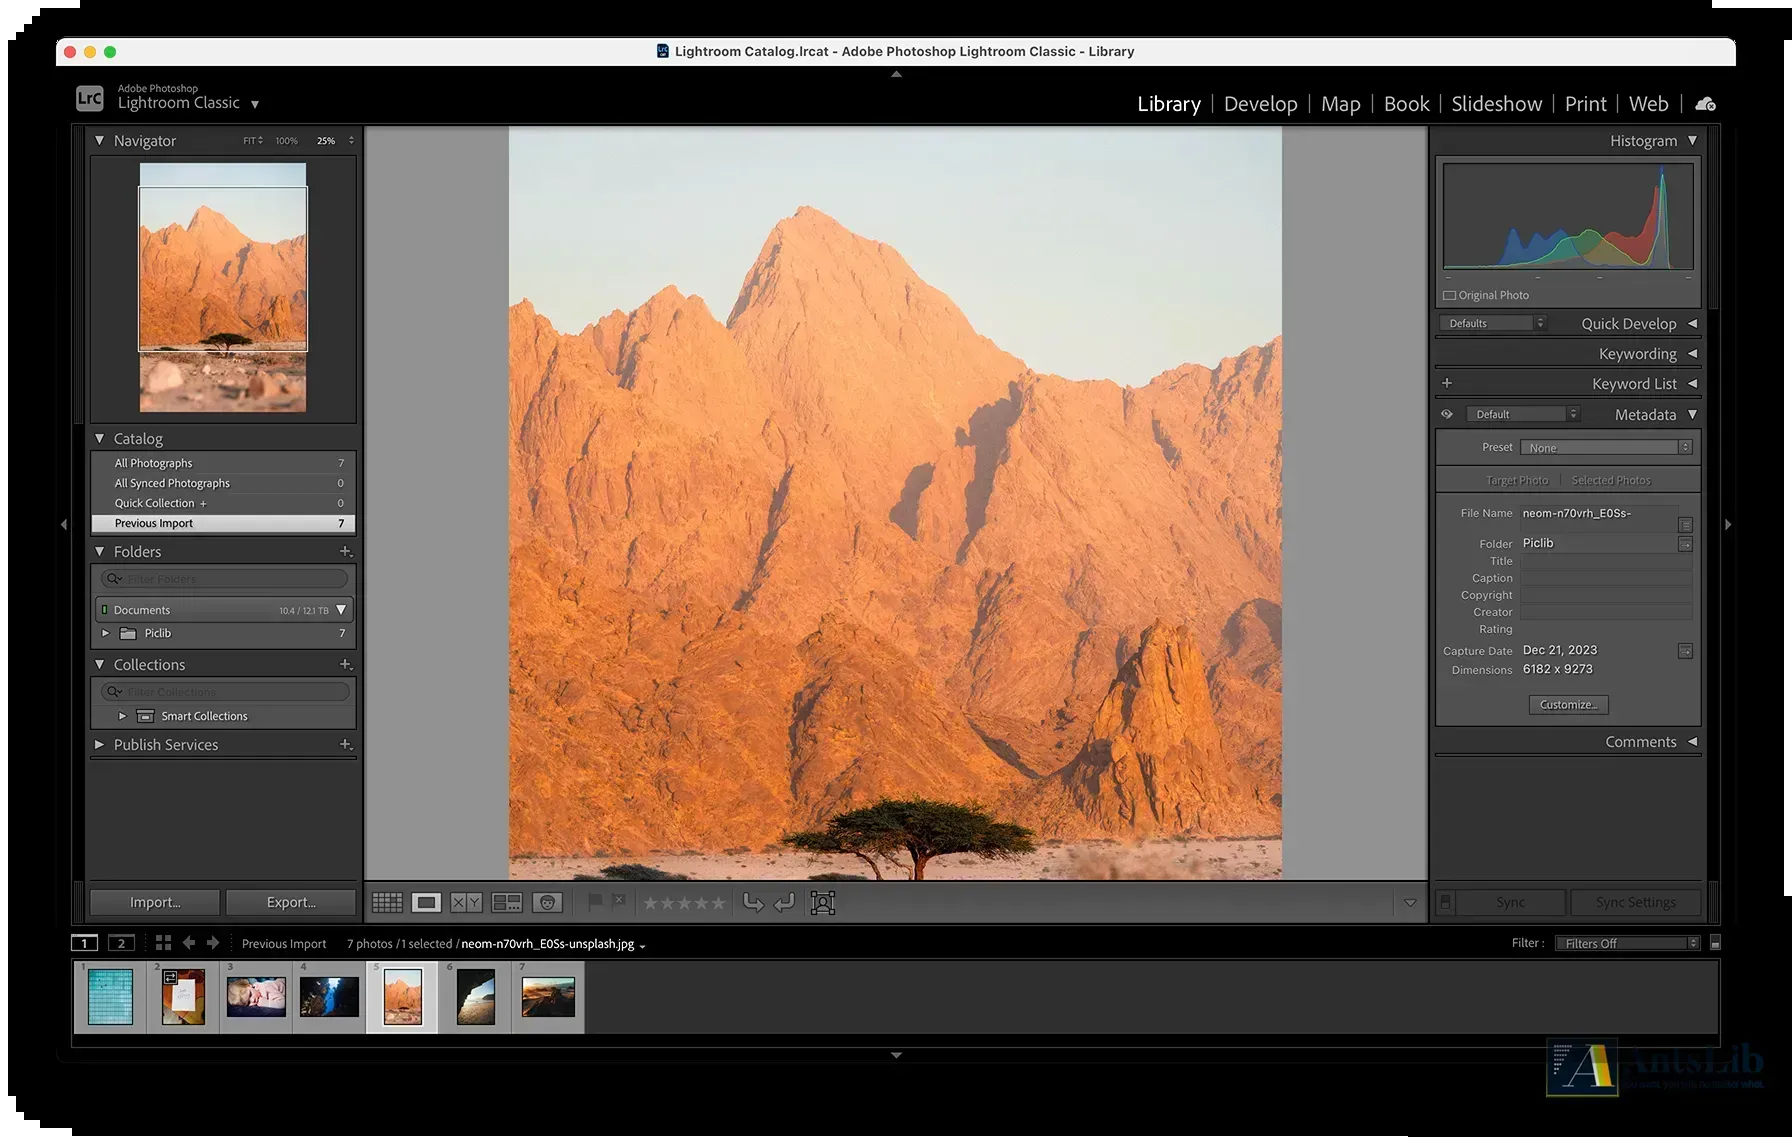 Lightroom Catalog.lrcat - Adobe Photoshop Lightroom Classic - Library
LrC
Adobe Photoshop
Lightroom Classic
Library | Develop | Map | Book | Slideshow | Print | Web
Navigator FIT 100% 25%
Histogram
Original Photo
Defaults Quick Develop
Keywording
+ Keyword List
Default Metadata
Preset None
Target Photo Selected Photos
File Name neom-n70vrh_E0Ss-
Folder Piclib
Title
Caption
Copyright
Creator
Rating
Capture Date Dec 21, 2023
Dimensions 6182 x 9273
Customize...
Comments
Catalog
All Photographs 7
All Synced Photographs 0
Quick Collection + 0
Previous Import 7
Folders +
Filter Folders
Documents 10.4 / 12.1 TB
Piclib 7
Collections +
Filter Collections
Smart Collections
Publish Services +
Import... Export...
X Y
Sync Sync Settings
1 2 Previous Import 7 photos / 1 selected / neom-n70vrh_E0Ss-unsplash.jpg
Filter : Filters Off
1 2 3 4 5 6 7
AntsLib